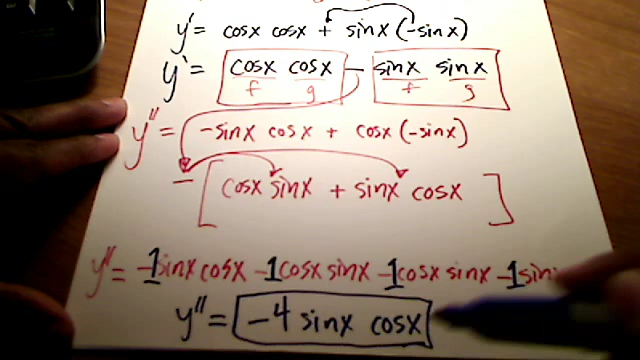 y' = cosx cosx + sinx (-sinx)
y' = cosx cosx - sinx sinx
f g f g
y'' = -sinx cosx + cosx (-sinx)
- [ cosx sinx + sinx cosx ]
y'' = -1sinx cosx -1cosx sinx -1cosx sinx -1sin
y'' = -4 sinx cosx